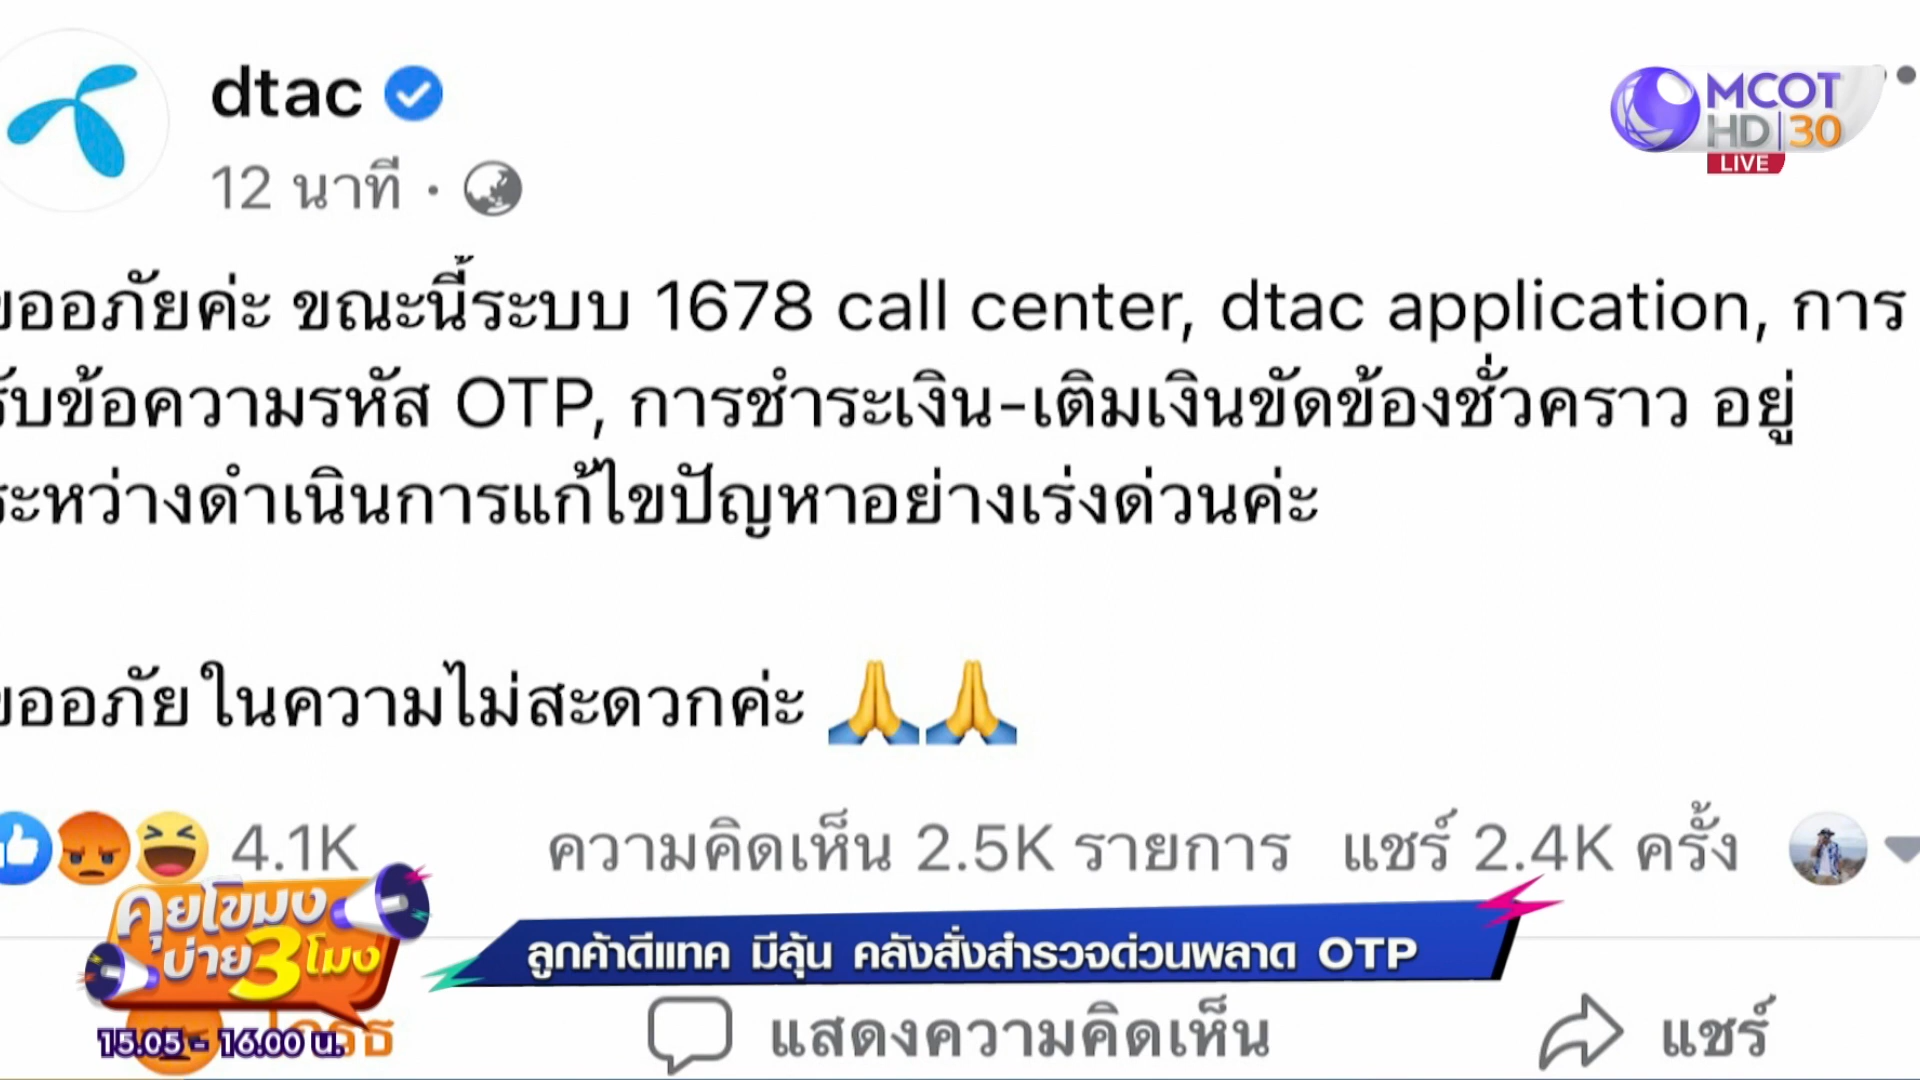 dtac
12 นาที ·
MCOT
HD 30
LIVE
ขออภัยค่ะ ขณะนี้ระบบ 1678 call center, dtac application, การ
รับข้อความรหัส OTP, การชำระเงิน-เติมเงินขัดข้องชั่วคราว อยู่
ระหว่างดำเนินการแก้ไขปัญหาอย่างเร่งด่วนค่ะ
ขออภัยในความไม่สะดวกค่ะ 🙏🙏
4.1K ความคิดเห็น 2.5K รายการ แชร์ 2.4K ครั้ง
คุยโขมง
บ่าย3โมง
15.05 - 16.00 น.
ลูกค้าดีแทค มีลุ้น คลังสั่งสำรวจด่วนพลาด OTP
โกรธ
แสดงความคิดเห็น
แชร์